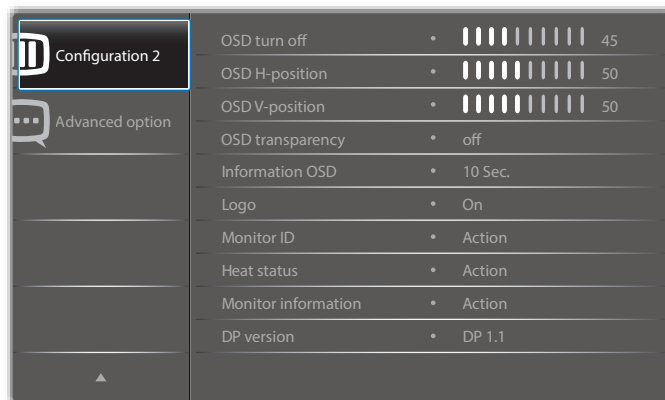 Configuration 2
Advanced option
OSD turn off • 45
OSD H-position • 50
OSD V-position • 50
OSD transparency • off
Information OSD • 10 Sec.
Logo • On
Monitor ID • Action
Heat status • Action
Monitor information • Action
DP version • DP 1.1